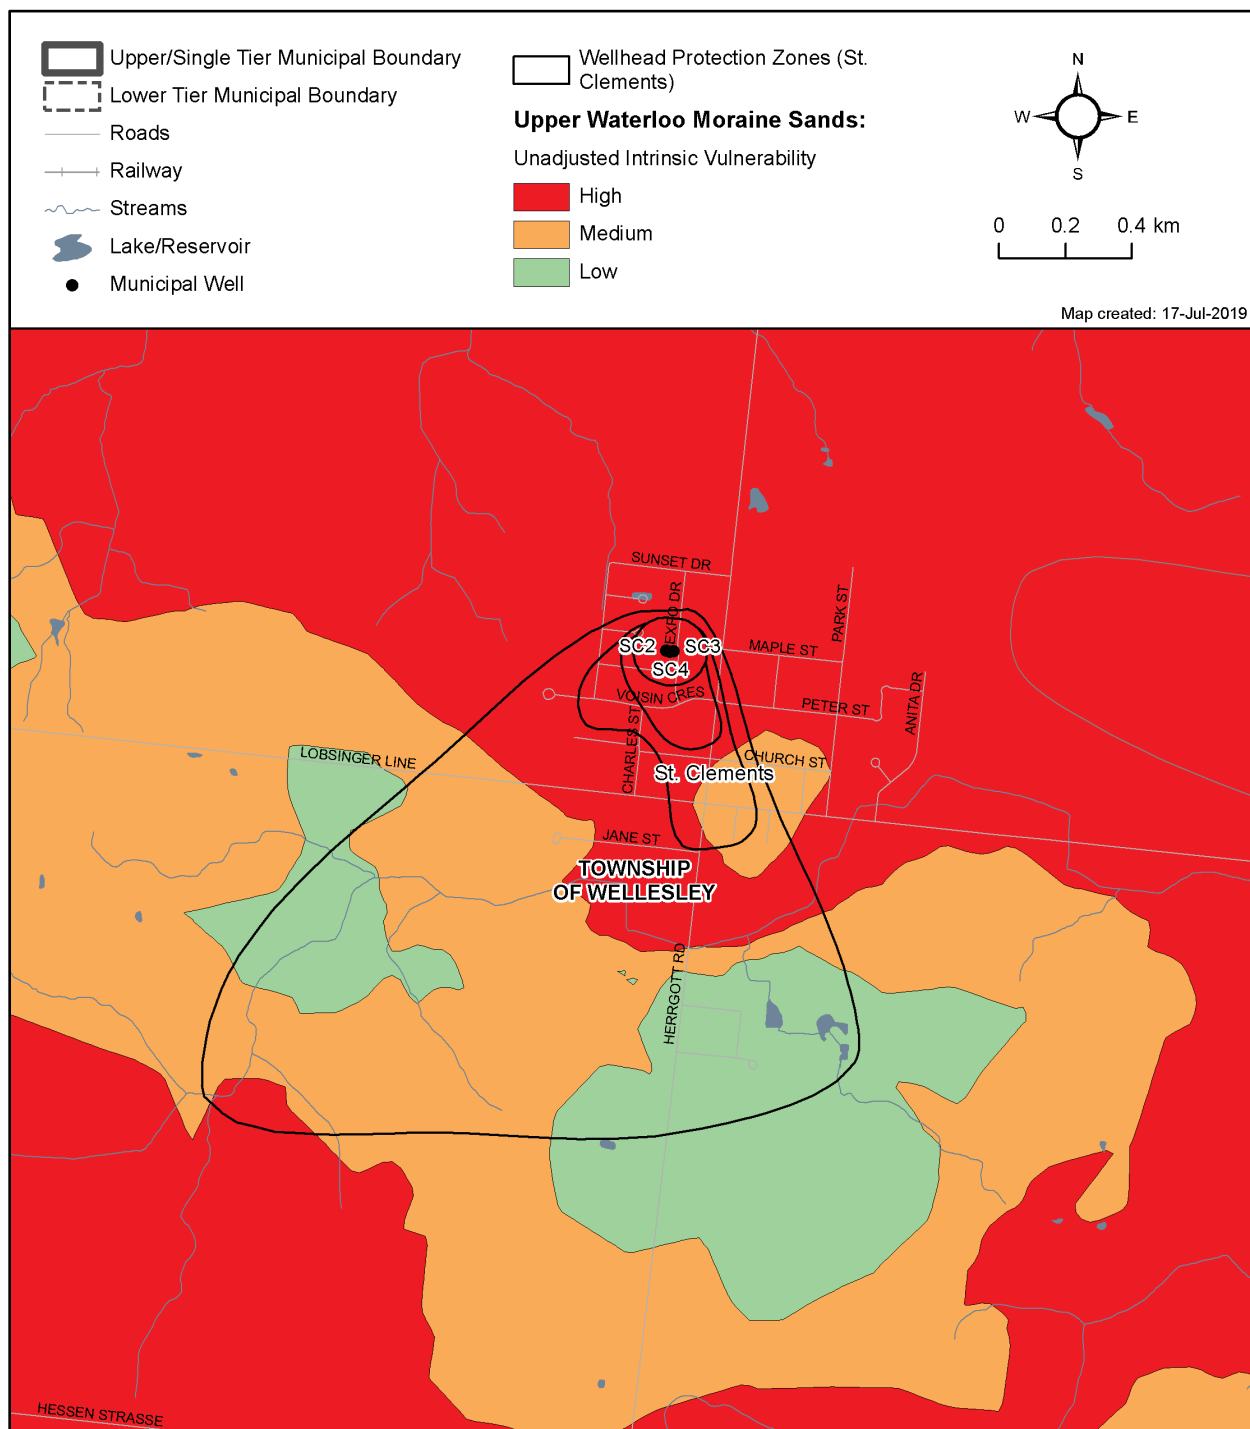 Upper/Single Tier Municipal Boundary
Lower Tier Municipal Boundary
Roads
Railway
Streams
Lake/Reservoir
Municipal Well
Wellhead Protection Zones (St.
Clements)
Upper Waterloo Moraine Sands:
Unadjusted Intrinsic Vulnerability
High
Medium
Low
N
W E
S
0 0.2 0.4 km
Map created: 17-Jul-2019
SUNSET DR
PARK ST
SC2 SC3
MAPLE ST
SC4
VOISIN CRES
PETER ST
ANITA DR
CHARLES ST
LOBSINGER LINE
CHURCH ST
St. Clements
JANE ST
TOWNSHIP
OF WELLESLEY
HERRGOTT RD
HESSEN STRASSE